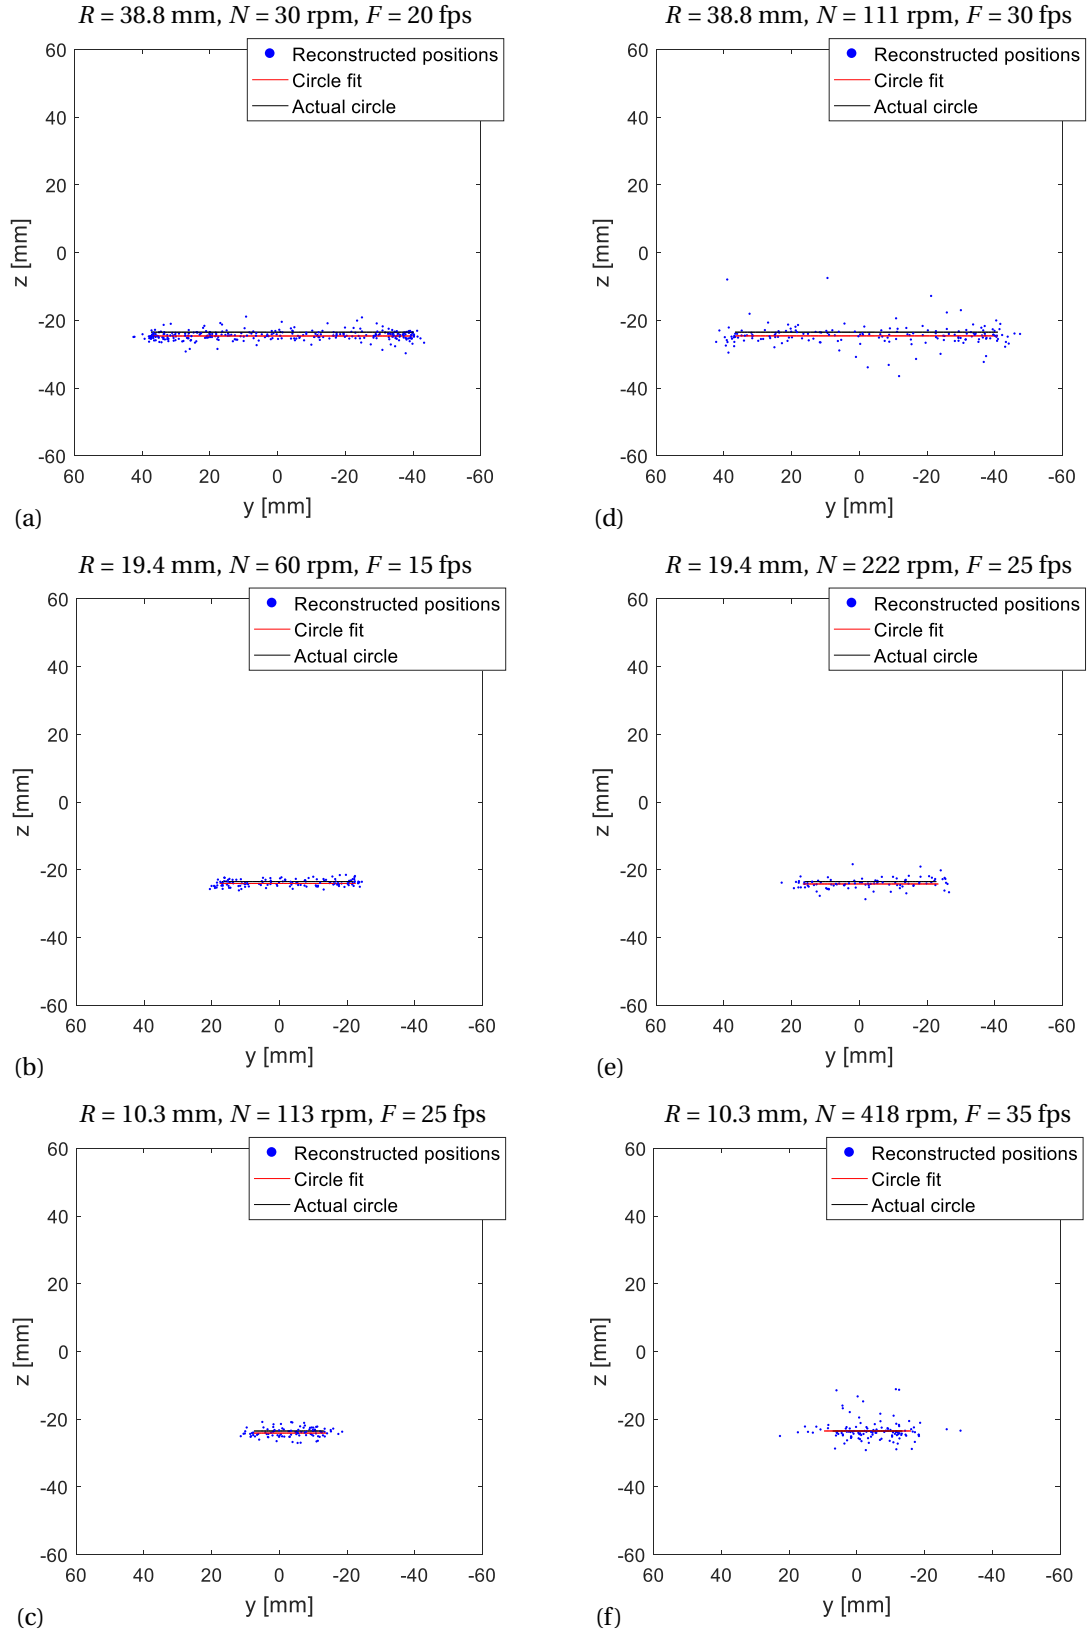 R = 38.8 mm, N = 30 rpm, F = 20 fps
Reconstructed positions
Circle fit
Actual circle
60
40
20
0
-20
-40
-60
z [mm]
60 40 20 0 -20 -40 -60
y [mm]
(a)
R = 38.8 mm, N = 111 rpm, F = 30 fps
Reconstructed positions
Circle fit
Actual circle
60
40
20
0
-20
-40
-60
z [mm]
60 40 20 0 -20 -40 -60
y [mm]
(d)
R = 19.4 mm, N = 60 rpm, F = 15 fps
Reconstructed positions
Circle fit
Actual circle
60
40
20
0
-20
-40
-60
z [mm]
60 40 20 0 -20 -40 -60
y [mm]
(b)
R = 19.4 mm, N = 222 rpm, F = 25 fps
Reconstructed positions
Circle fit
Actual circle
60
40
20
0
-20
-40
-60
z [mm]
60 40 20 0 -20 -40 -60
y [mm]
(e)
R = 10.3 mm, N = 113 rpm, F = 25 fps
Reconstructed positions
Circle fit
Actual circle
60
40
20
0
-20
-40
-60
z [mm]
60 40 20 0 -20 -40 -60
y [mm]
(c)
R = 10.3 mm, N = 418 rpm, F = 35 fps
Reconstructed positions
Circle fit
Actual circle
60
40
20
0
-20
-40
-60
z [mm]
60 40 20 0 -20 -40 -60
y [mm]
(f)